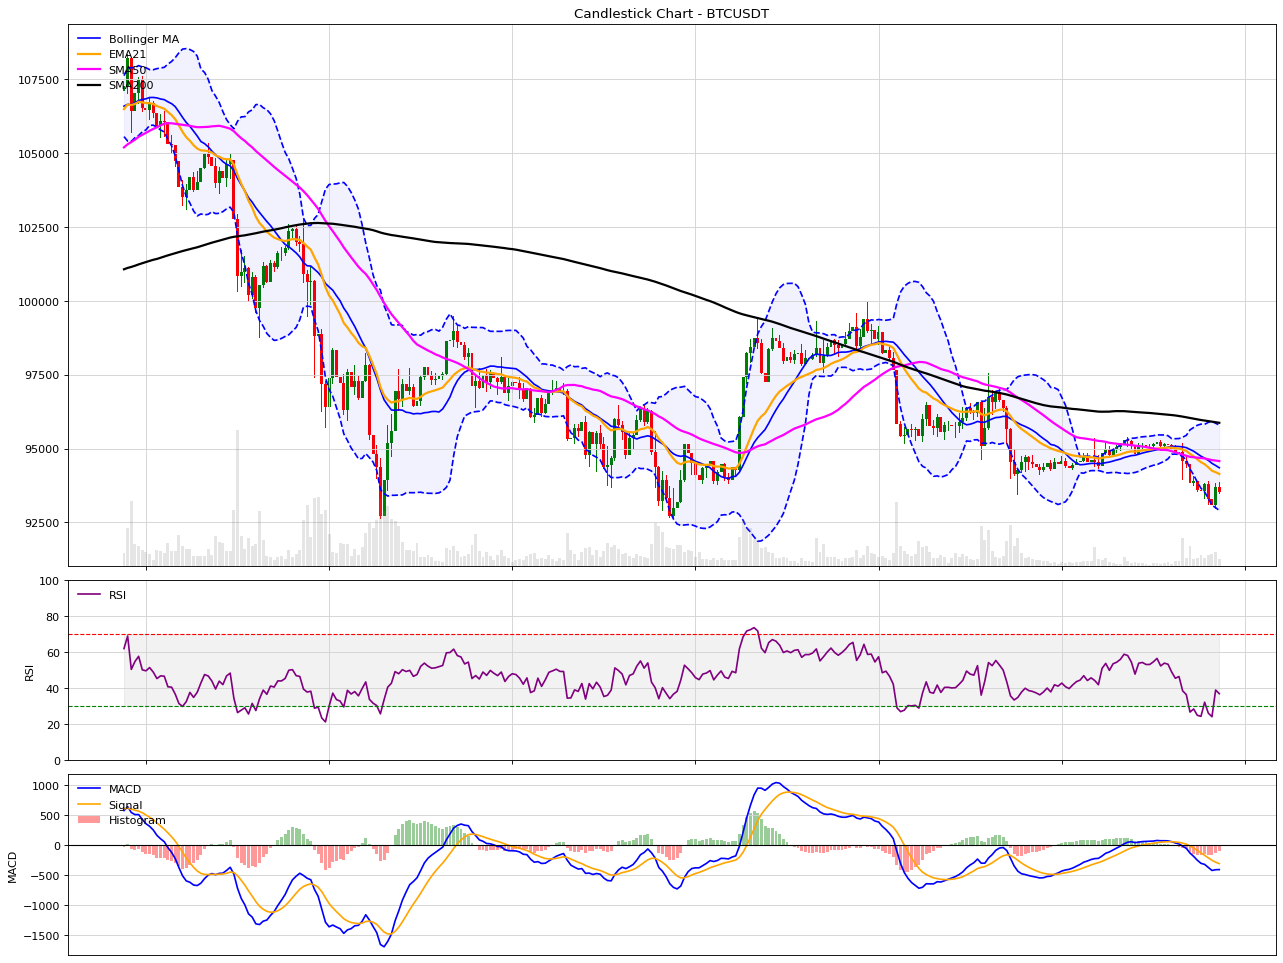 Candlestick Chart - BTCUSDT
Bollinger MA
EMA21
SMA50
SMA200
107500
105000
102500
100000
97500
95000
92500
RSI
100
80
60
40
20
0
RSI
MACD
Signal
Histogram
1000
500
0
−500
−1000
−1500
MACD